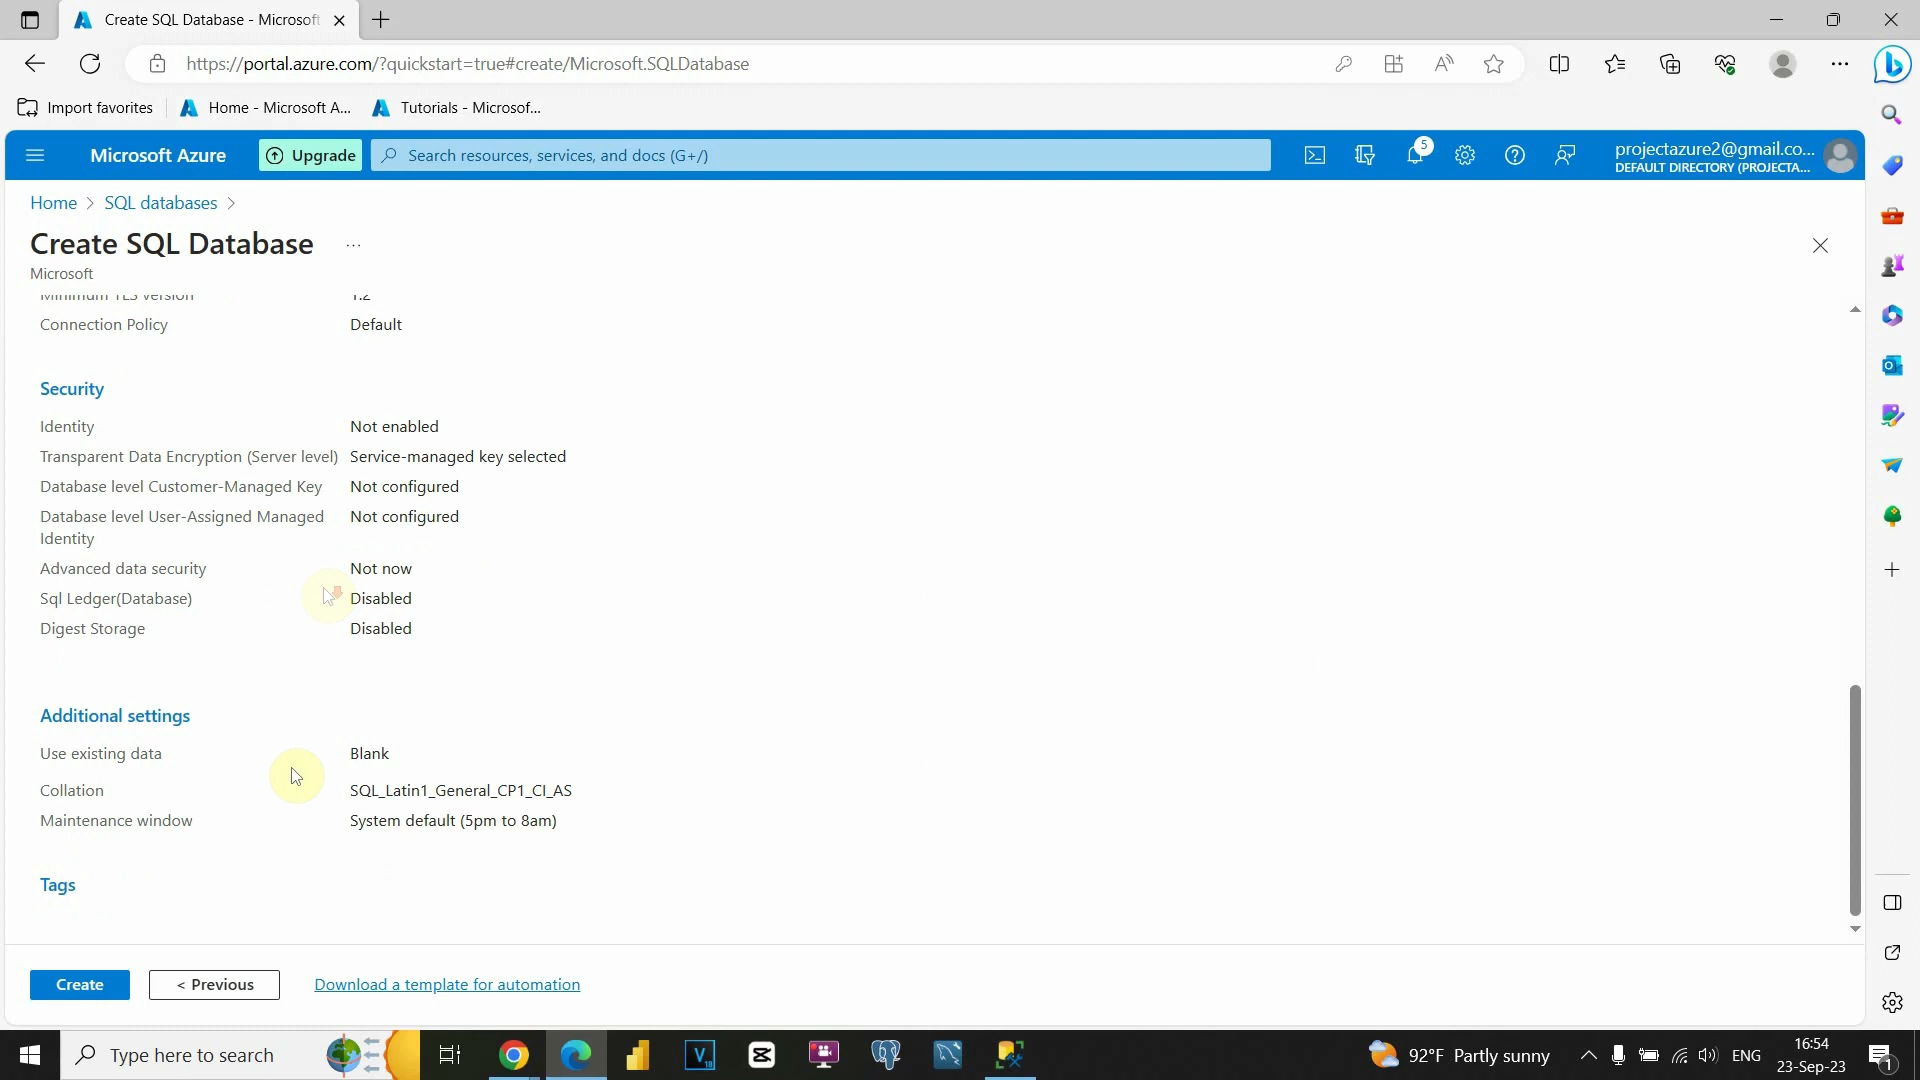 Create SQL Database - Microsoft
https://portal.azure.com/?quickstart=true#create/Microsoft.SQLDatabase
Import favorites
Home - Microsoft A...
Tutorials - Microsof...
Microsoft Azure
Upgrade
Search resources, services, and docs (G+/)
5
projectazure2@gmail.co...
DEFAULT DIRECTORY (PROJECTA...
Home > SQL databases >
Create SQL Database ...
Microsoft
Minimum TLS version 1.2
Connection Policy Default
Security
Identity Not enabled
Transparent Data Encryption (Server level) Service-managed key selected
Database level Customer-Managed Key Not configured
Database level User-Assigned Managed Not configured
Identity
Advanced data security Not now
Sql Ledger(Database) Disabled
Digest Storage Disabled
Additional settings
Use existing data Blank
Collation SQL_Latin1_General_CP1_CI_AS
Maintenance window System default (5pm to 8am)
Tags
Create
< Previous
Download a template for automation
Type here to search
92°F Partly sunny
ENG
16:54
23-Sep-23
1